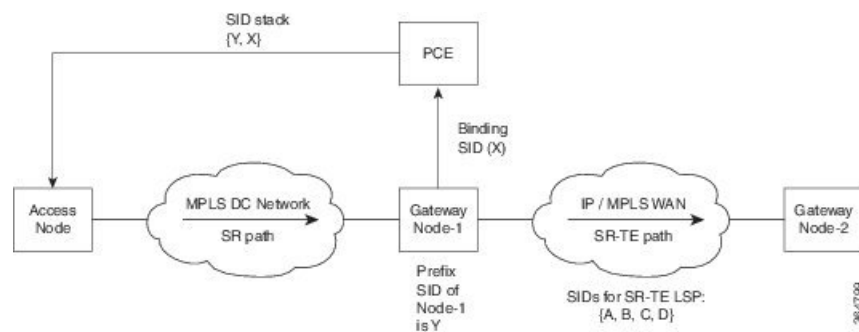 SID stack
{Y, X}
PCE
Binding
SID (X)
Access
Node
MPLS DC Network
SR path
Gateway
Node-1
IP / MPLS WAN
SR-TE path
Gateway
Node-2
Prefix
SID of
Node-1
is Y
SIDs for SR-TE LSP:
{A, B, C, D}